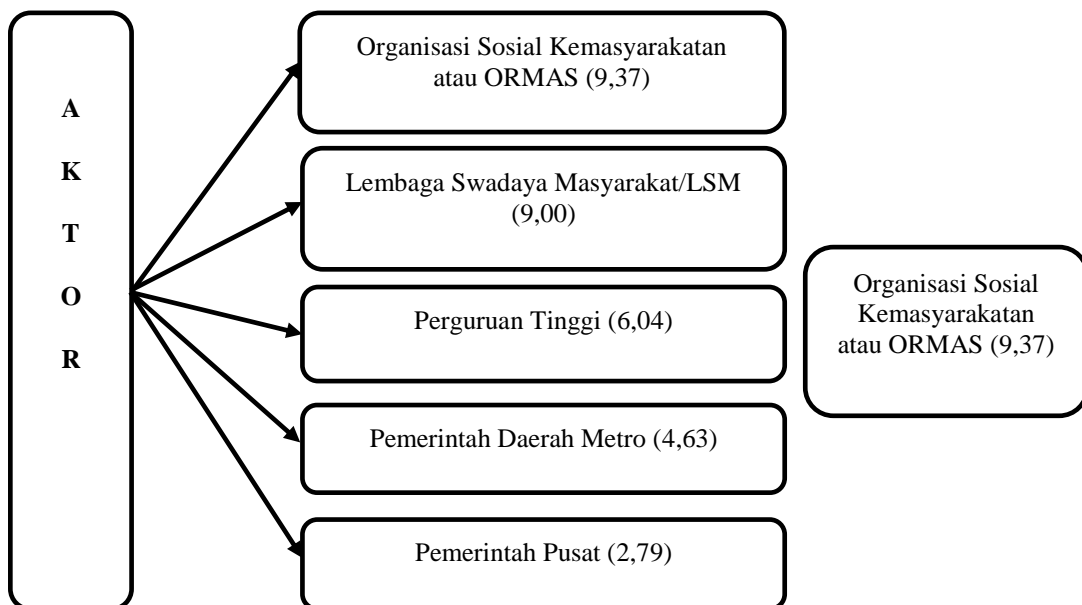 A
K
T
O
R
Organisasi Sosial Kemasyarakatan
atau ORMAS (9,37)
Lembaga Swadaya Masyarakat/LSM
(9,00)
Perguruan Tinggi (6,04)
Pemerintah Daerah Metro (4,63)
Pemerintah Pusat (2,79)
Organisasi Sosial
Kemasyarakatan
atau ORMAS (9,37)